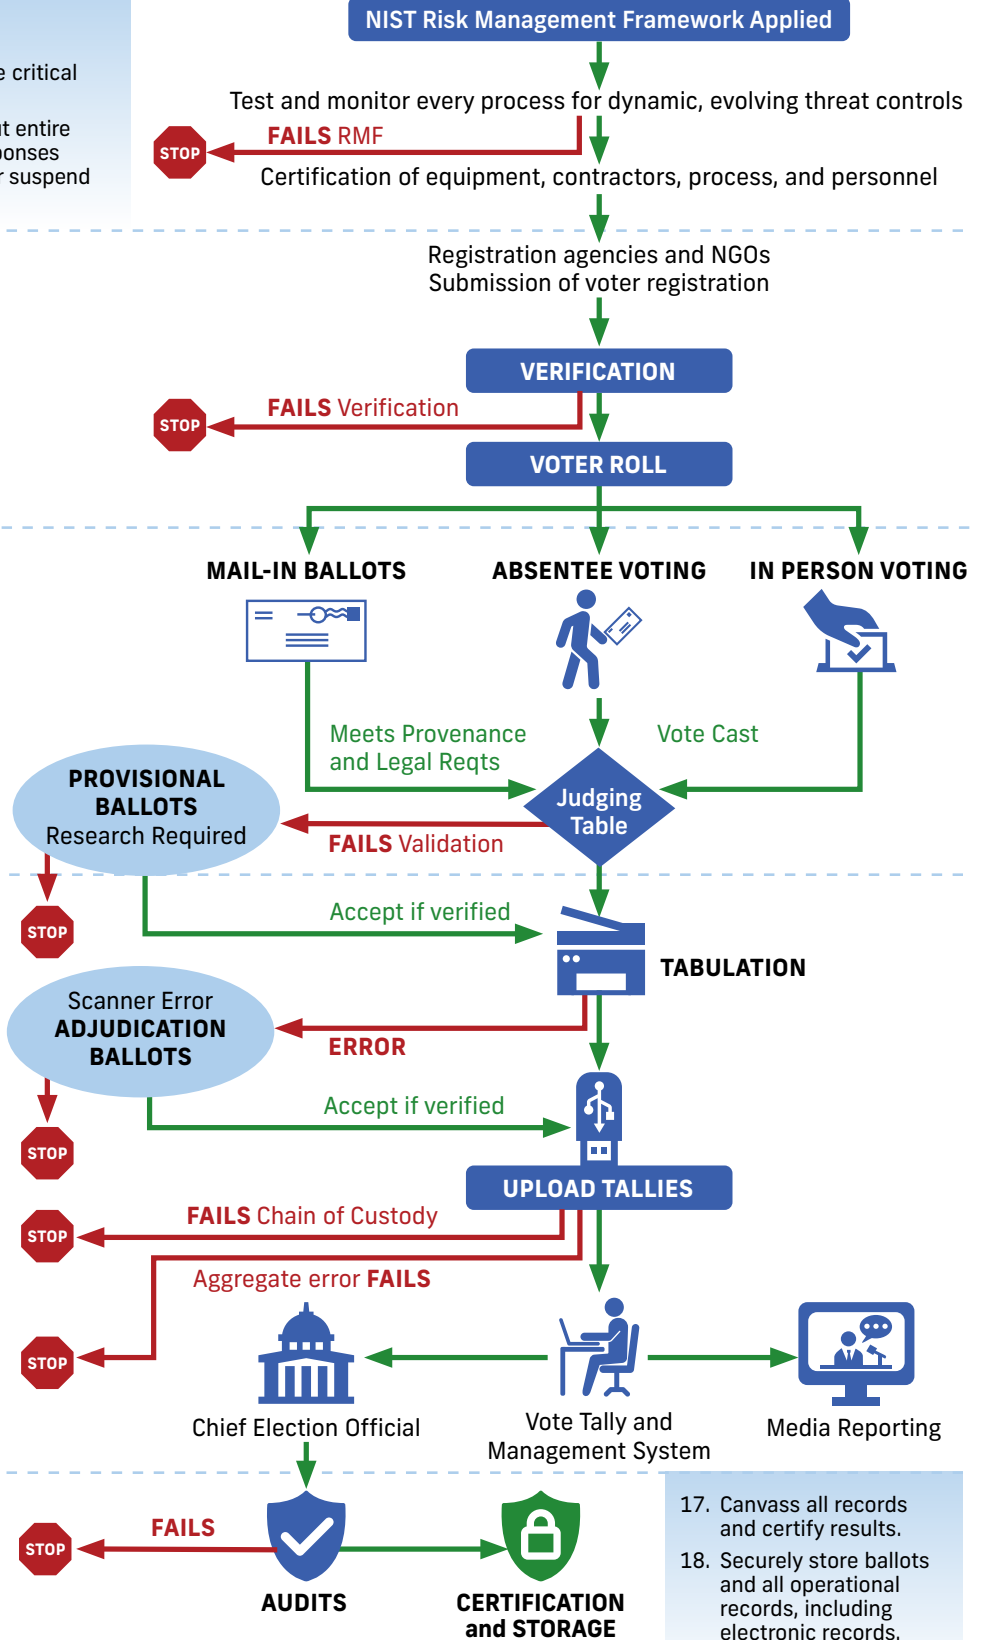 NIST Risk Management Framework Applied
critical
Test and monitor every process for dynamic, evolving threat controls
entire
FAILS RMF
STOP
suspend
Certification of equipment, contractors, process, and personnel
Registration agencies and NGOs
Submission of voter registration
VERIFICATION
FAILS Verification
STOP
VOTER ROLL
MAIL-IN BALLOTS
ABSENTEE VOTING
IN PERSON VOTING
Meets Provenance
and Legal Reqts
Vote Cast
PROVISIONAL
BALLOTS
Research Required
Judging
Table
FAILS Validation
STOP
Accept if verified
TABULATION
Scanner Error
ADJUDICATION
BALLOTS
ERROR
Accept if verified
STOP
UPLOAD TALLIES
FAILS Chain of Custody
STOP
Aggregate error FAILS
STOP
Chief Election Official
Vote Tally and
Management System
Media Reporting
17. Canvass all records
and certify results.
FAILS
STOP
18. Securely store ballots
and all operational
records, including
electronic records.
AUDITS
CERTIFICATION
and STORAGE